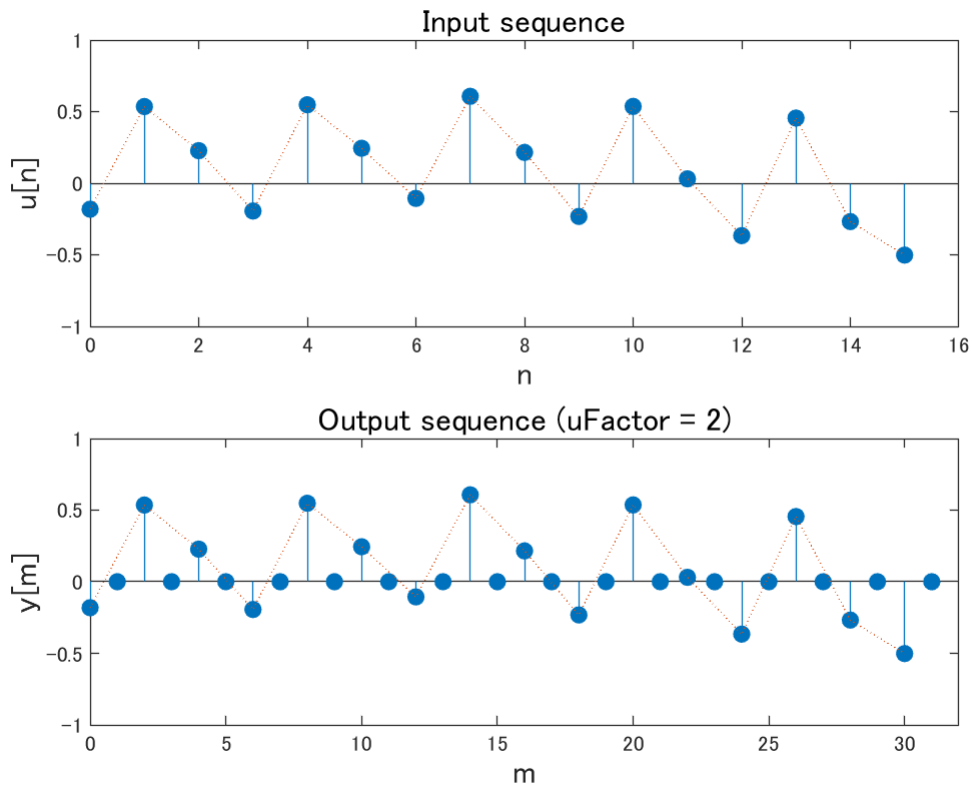 Input sequence
1
0.5
0
−0.5
−1
u[n]
0 2 4 6 8 10 12 14 16
n
Output sequence (uFactor = 2)
1
0.5
0
−0.5
−1
y[m]
0 5 10 15 20 25 30
m